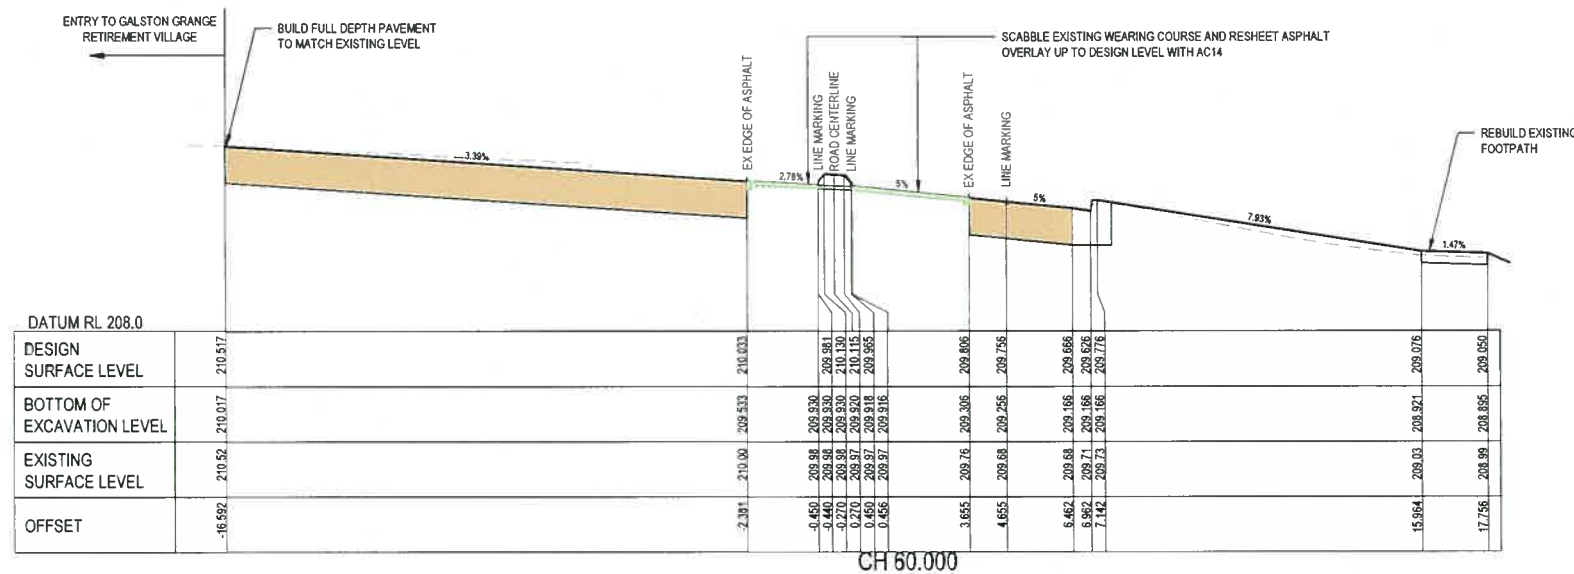 ENTRY TO GALSTON GRANGE
RETIREMENT VILLAGE
BUILD FULL DEPTH PAVEMENT
TO MATCH EXISTING LEVEL
SCABBLE EXISTING WEARING COURSE AND RESHEET ASPHALT
OVERLAY UP TO DESIGN LEVEL WITH AC14
REBUILD EXISTING
FOOTPATH
EX EDGE OF ASPHALT
LINE MARKING
ROAD CENTERLINE
LINE MARKING
EX EDGE OF ASPHALT
LINE MARKING
3.39%
2.78%
5%
5%
7.93%
1.47%
DATUM RL 208.0
DESIGN
SURFACE LEVEL
210.517
210.033
209.981
210.130
210.115
209.965
209.806
209.756
209.666
209.626
209.776
209.076
209.050
BOTTOM OF
EXCAVATION LEVEL
210.017
209.533
209.930
209.930
209.930
209.920
209.918
209.916
209.306
209.256
209.166
209.166
209.166
208.921
208.895
EXISTING
SURFACE LEVEL
210.52
210.00
209.98
209.98
209.98
209.97
209.97
209.97
209.76
209.68
209.68
209.71
209.73
209.03
208.99
OFFSET
-16.592
-2.381
-0.450
-0.440
-0.270
0.270
0.450
0.456
3.655
4.655
6.462
6.962
7.142
15.964
17.756
CH 60.000